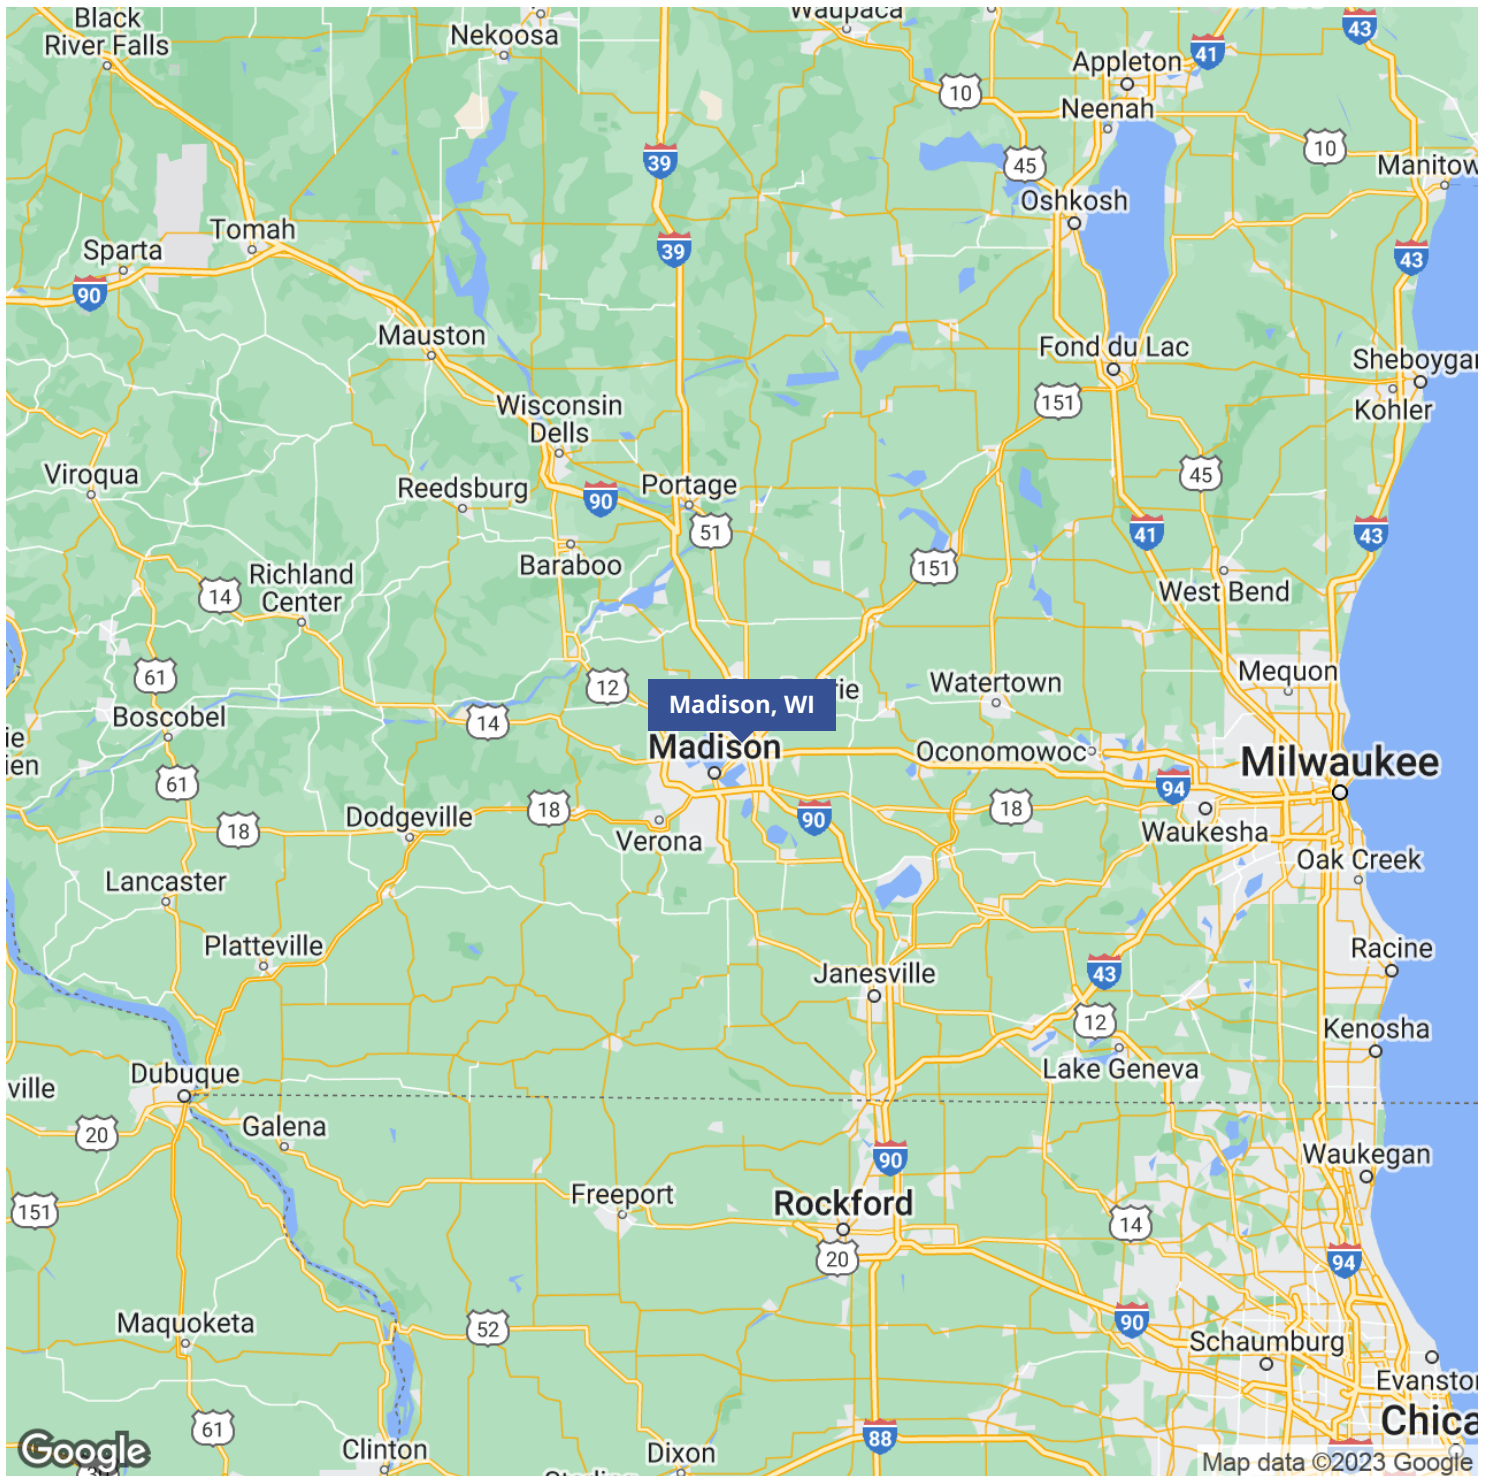 Black
River Falls
Nekoosa
Waupaca
43
41
Appleton
10
Neenah
39
45
10
Manitow
Oshkosh
Tomah
Sparta
39
43
90
Mauston
Fond du Lac
Sheboygan
151
Kohler
Wisconsin
Dells
Viroqua
45
Reedsburg
90
Portage
51
41
43
Baraboo
151
Richland
Center
14
West Bend
61
12
rie
Watertown
Mequon
Madison, WI
Boscobel
14
ie
ien
Madison
Oconomowoc
Milwaukee
61
94
18
Dodgeville
18
90
18
Verona
Waukesha
Oak Creek
Lancaster
Platteville
Racine
Janesville
43
12
Kenosha
Lake Geneva
ville
Dubuque
20
Galena
90
Waukegan
151
Freeport
Rockford
14
20
94
Maquoketa
52
90
Schaumburg
Evanston
Chica
61
88
Google
Clinton
Dixon
Map data ©2023 Google